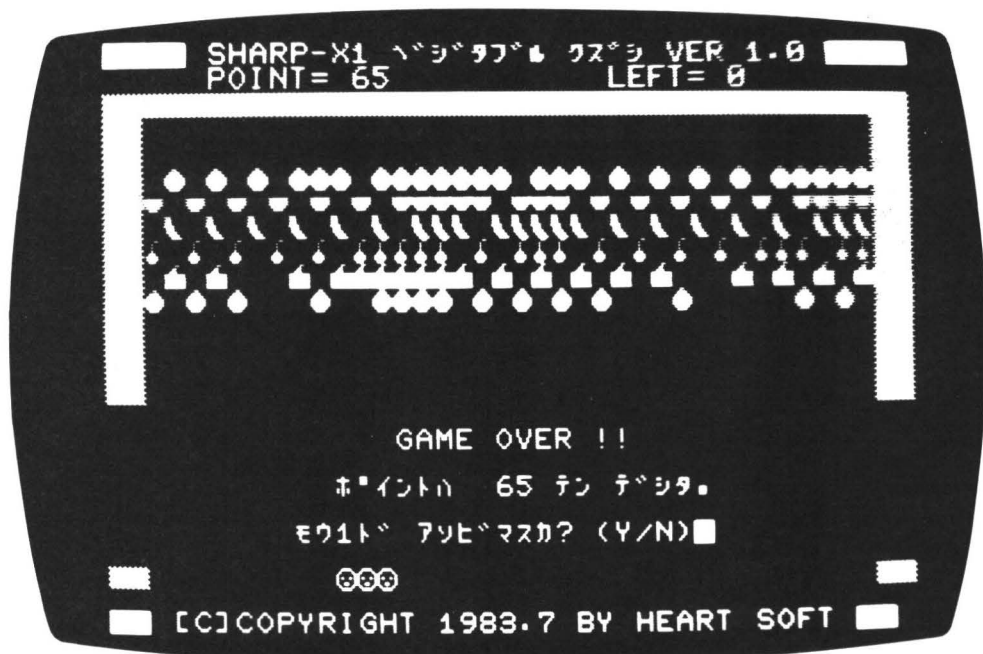 SHARP-X1 ベジタブル クズシ VER 1.0
POINT= 65 LEFT= 0
GAME OVER !!
ポイントハ 65 テン デシタ.
モウ1ド アソビマスカ? (Y/N)
[C]COPYRIGHT 1983.7 BY HEART SOFT